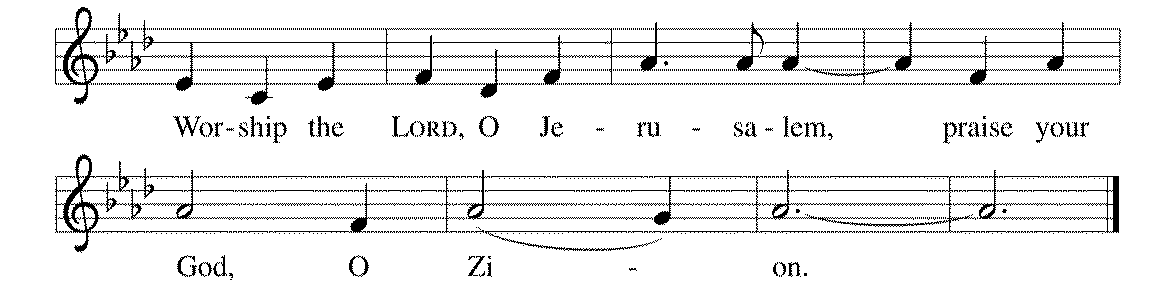 Wor-ship the LORD, O Je - ru - sa - lem, praise your
God, O Zi - on.